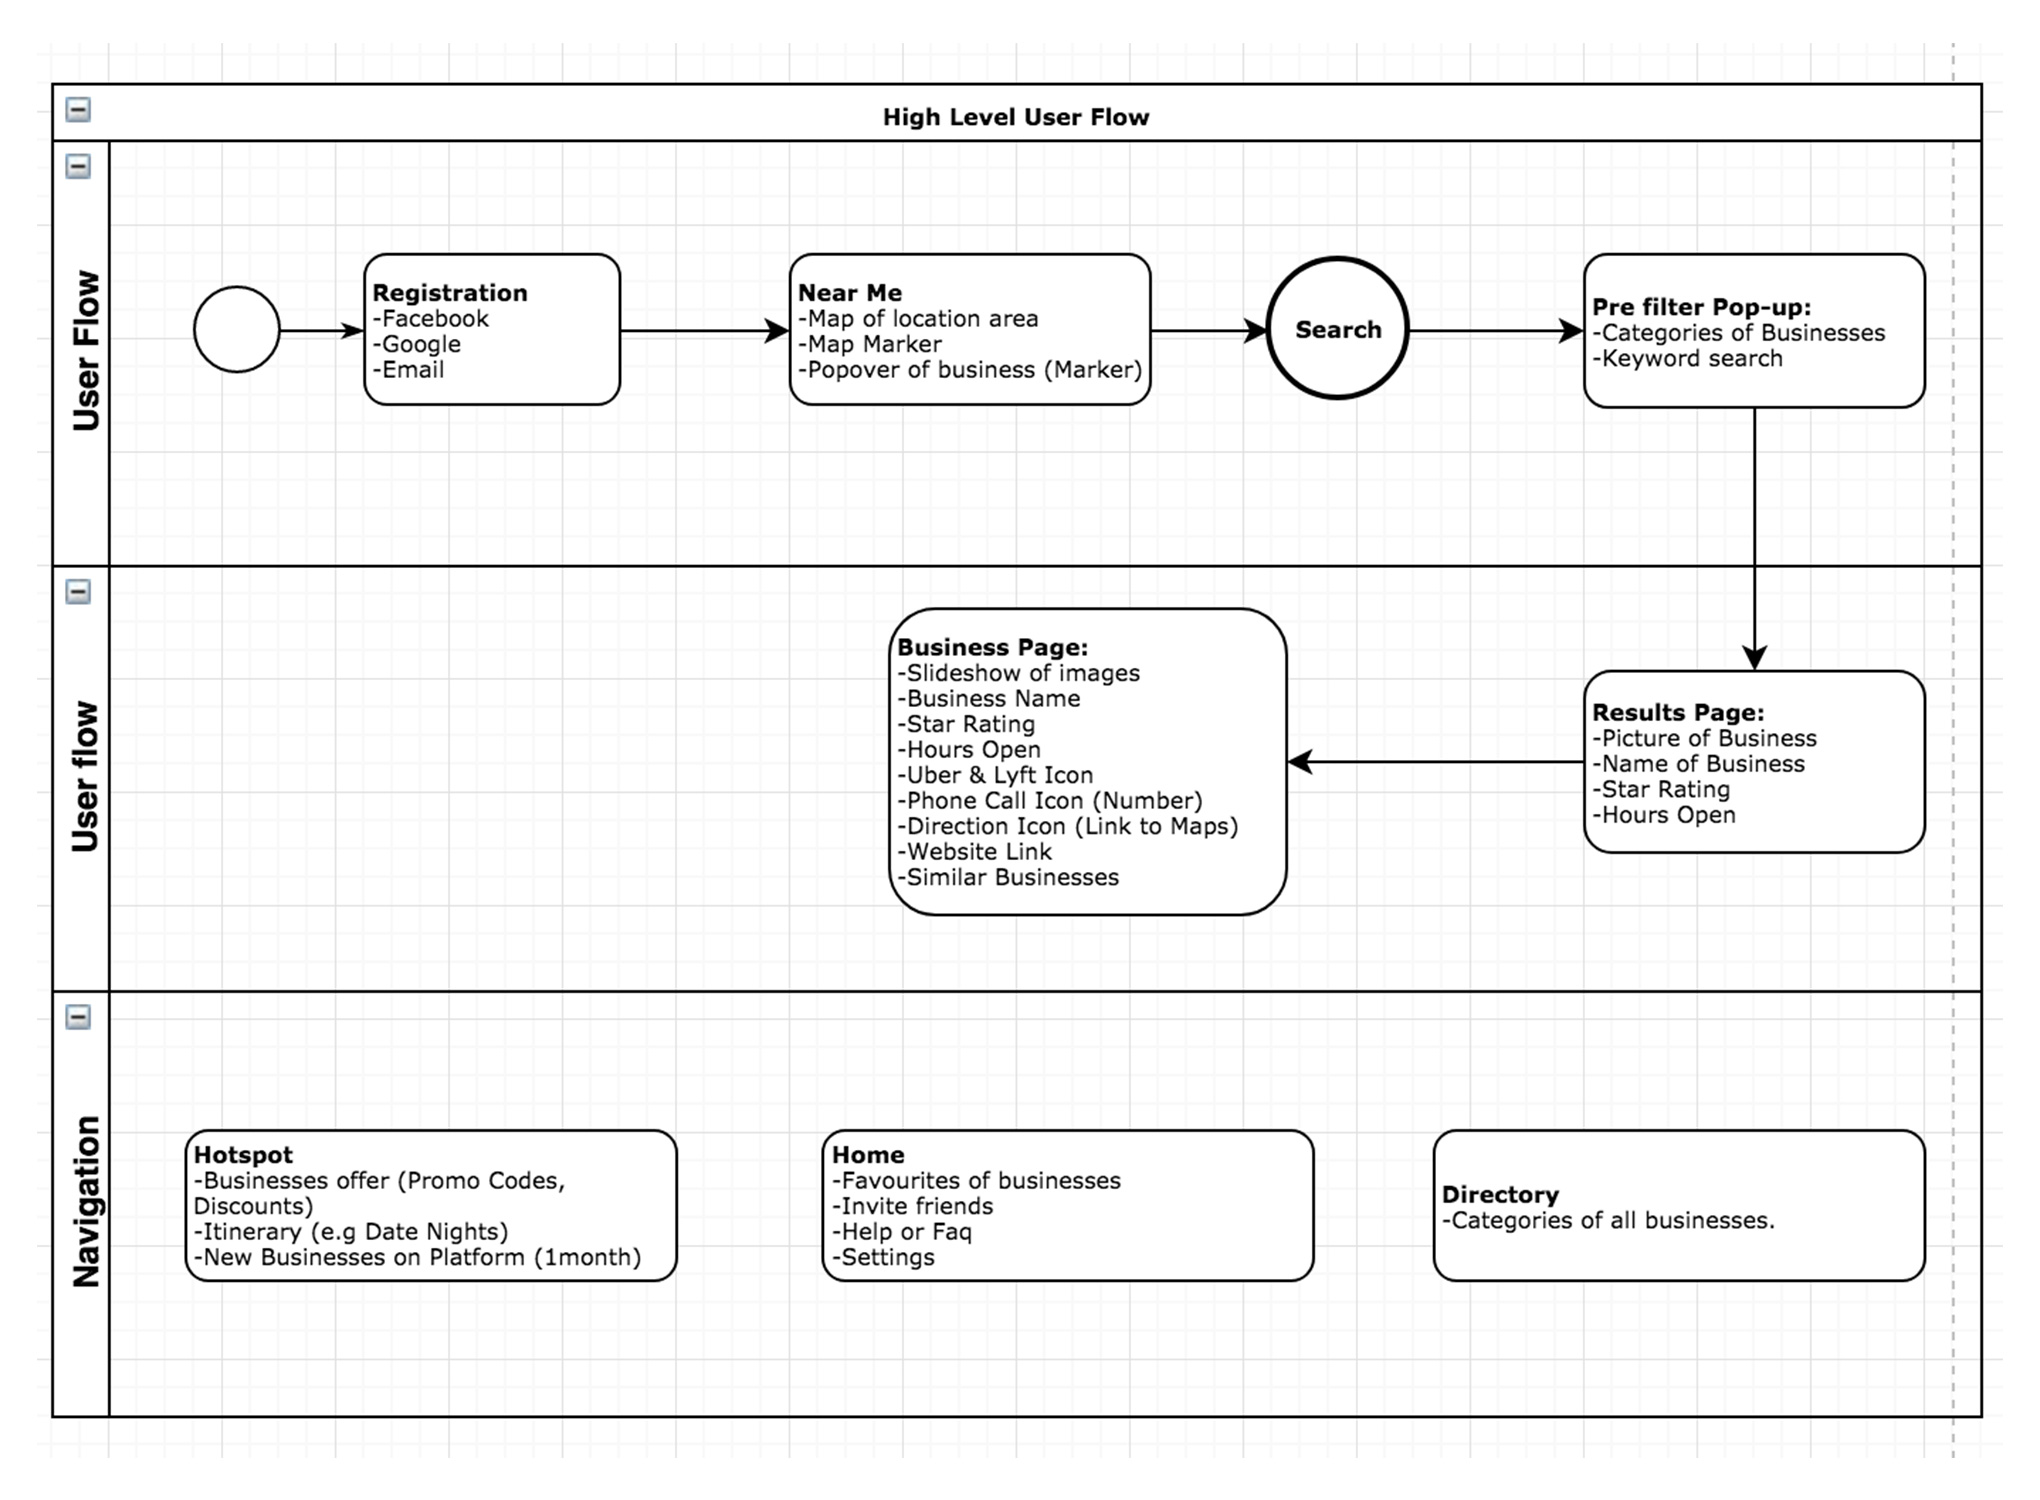 High Level User Flow
User Flow
Registration
-Facebook
-Google
-Email
Near Me
-Map of location area
-Map Marker
-Popover of business (Marker)
Search
Pre filter Pop-up:
-Categories of Businesses
-Keyword search
User flow
Business Page:
-Slideshow of images
-Business Name
-Star Rating
-Hours Open
-Uber & Lyft Icon
-Phone Call Icon (Number)
-Direction Icon (Link to Maps)
-Website Link
-Similar Businesses
Results Page:
-Picture of Business
-Name of Business
-Star Rating
-Hours Open
Navigation
Hotspot
-Businesses offer (Promo Codes,
Discounts)
-Itinerary (e.g Date Nights)
-New Businesses on Platform (1month)
Home
-Favourites of businesses
-Invite friends
-Help or Faq
-Settings
Directory
-Categories of all businesses.